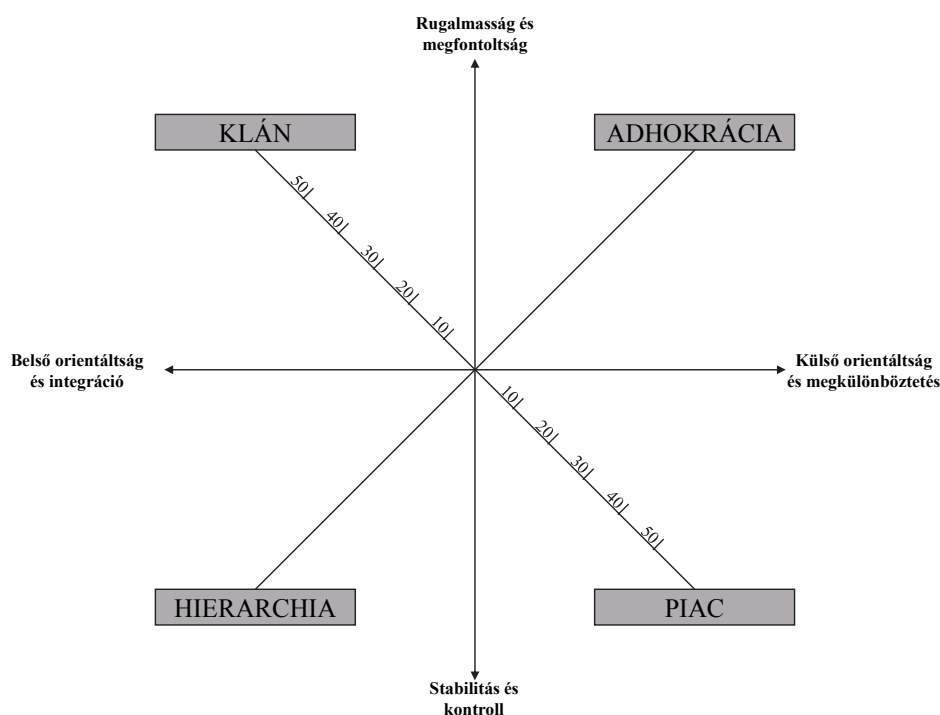 Rugalmasság és
megfontoltság
KLÁN
ADHOKRÁCIA
50
40
30
20
10
Belső orientáltság
és integráció
Külső orientáltság
és megkülönböztetés
10
20
30
40
50
HIERARCHIA
PIAC
Stabilitás és
kontroll